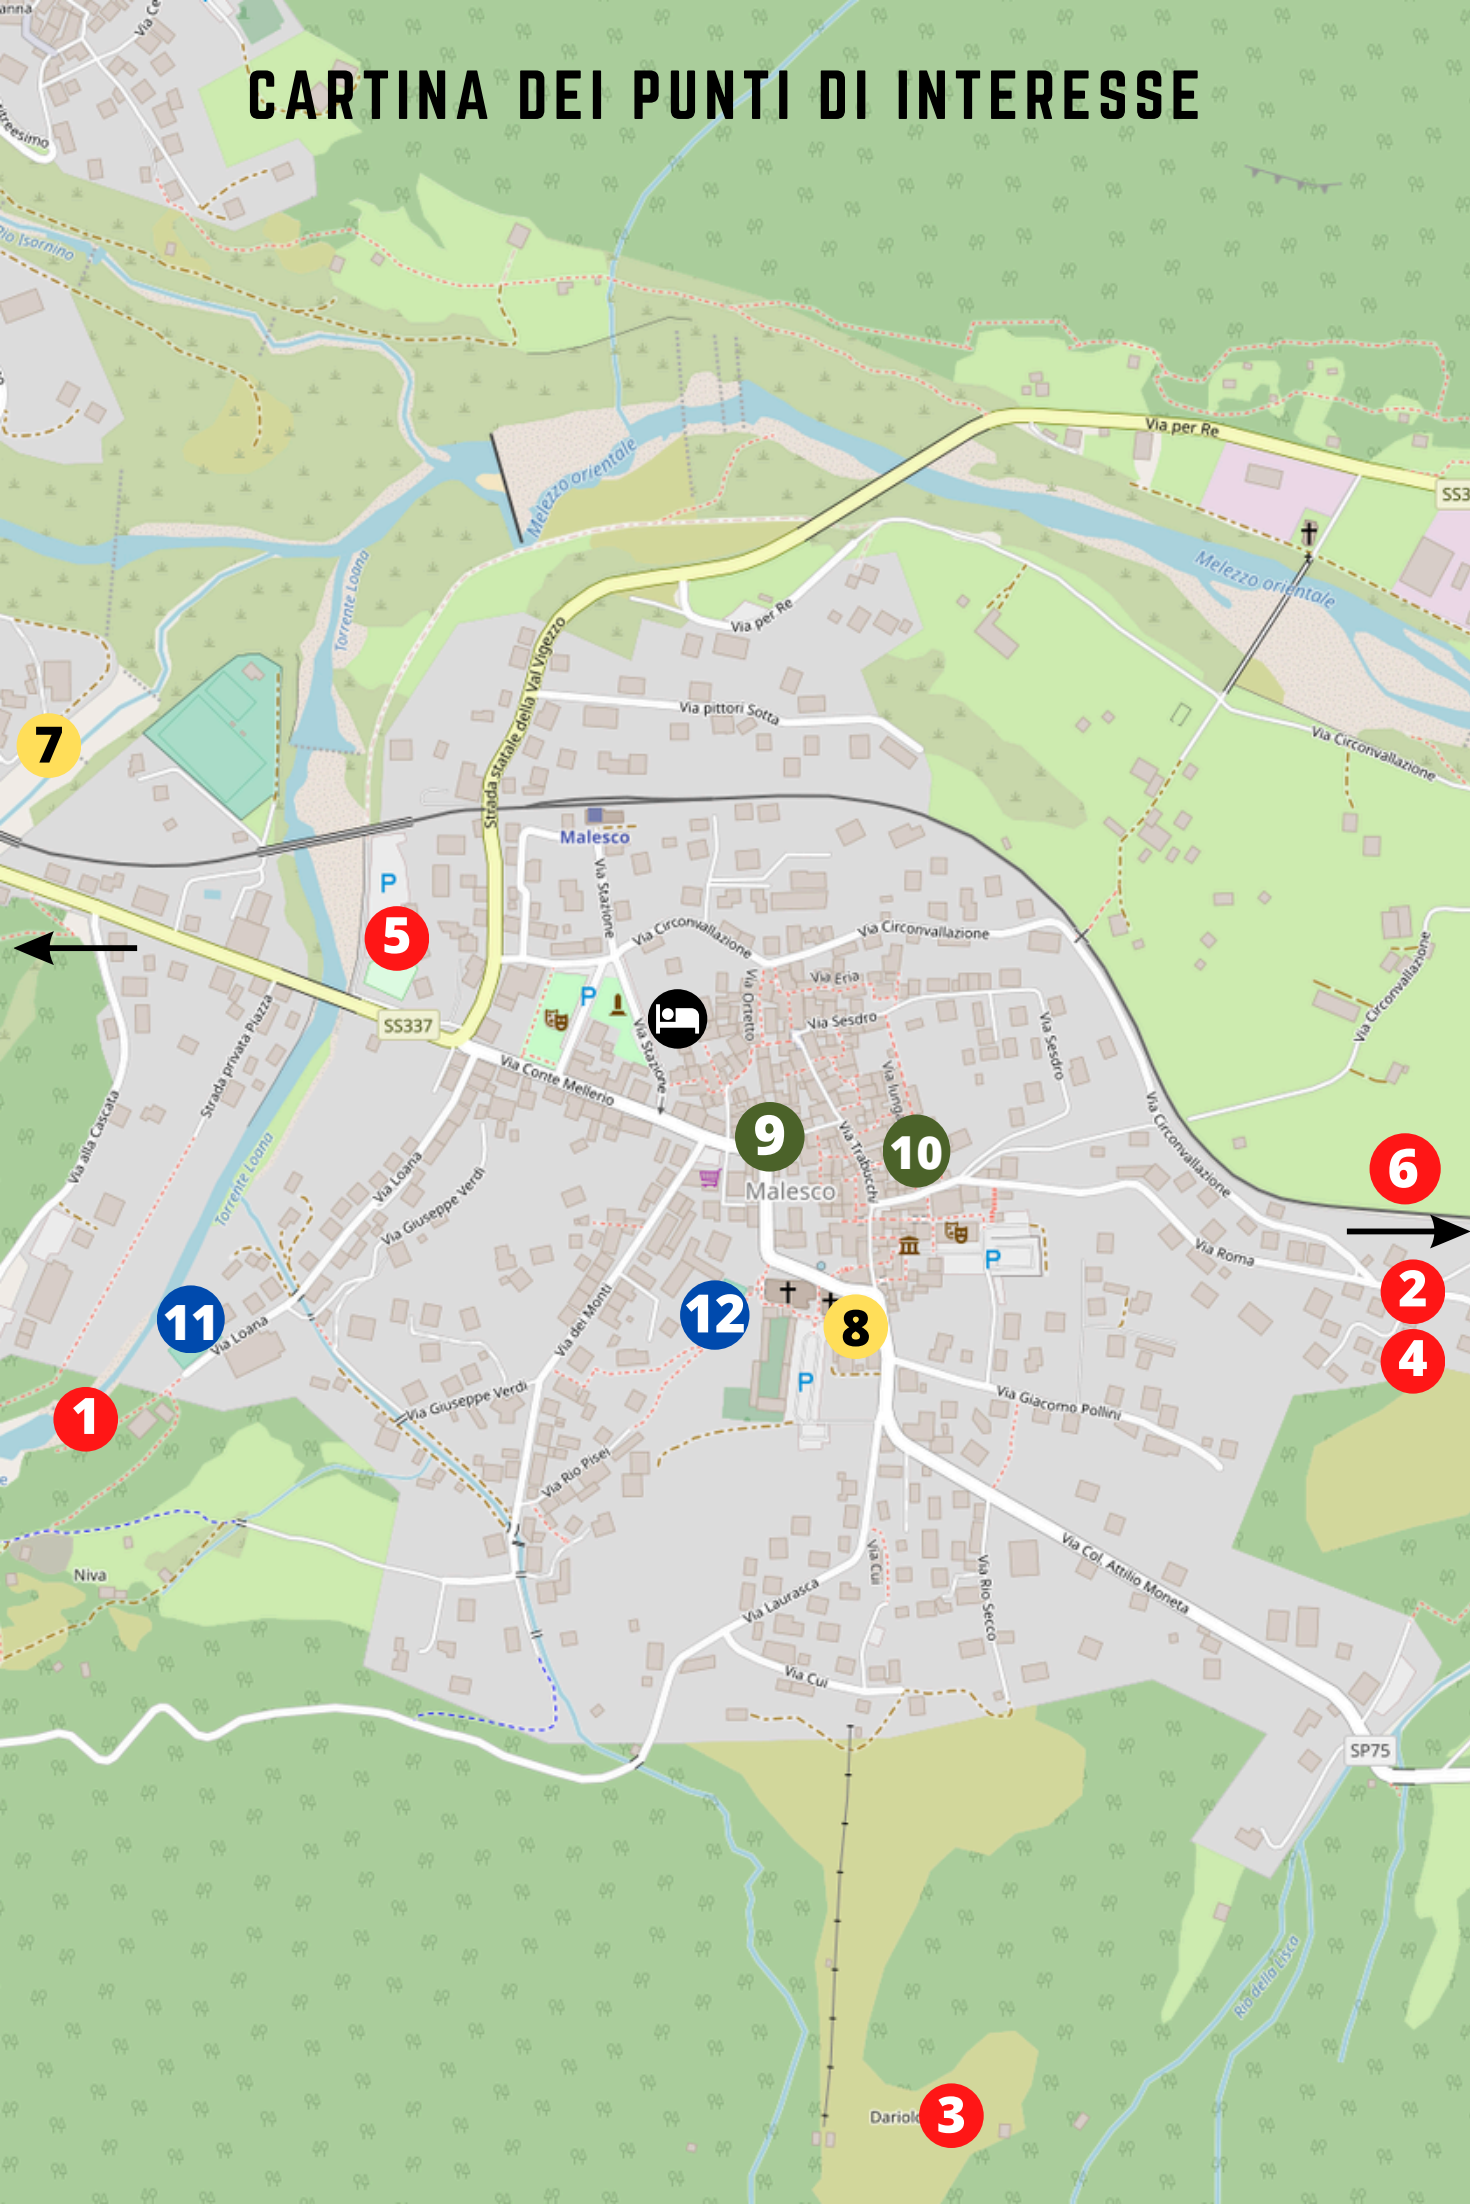 CARTINA DEI PUNTI DI INTERESSE
Via per Re
Melezzo orientale
Melezzo orientale
Torrente Loana
Via per Re
Strada statale della Val Vigezzo
Via pittori Sotta
7
Via Circonvallazione
Malesco
P
Via Stazione
5
Via Circonvallazione
Via Circonvallazione
Via Circonvallazione
Via Eria
P
Via Ortetto
Via Sesdro
Via Sesdro
SS337
Via Stazione
Strada privata Piazza
Via Conte Mellerio
Via alla Cascata
Torrente Loana
Via Loana
Via Giuseppe Verdi
9
10
Via Trabucchi
Malesco
Via Circonvallazione
6
P
Via Roma
2
11
Via Loana
12
Via dei Monti
8
4
P
1
Via Giuseppe Verdi
Via Giacomo Pollini
Via Rio Pisei
Niva
Via Cui
Via Col. Attilio Moneta
Via Laurasca
Via Rio Secco
Via Cui
SP75
Rio della Lisca
3